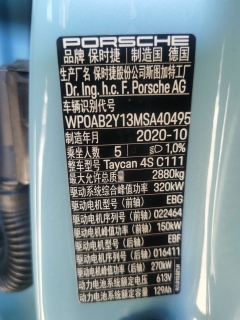 PORSCHE
品牌 保时捷 制造国 德国
生产厂名 保时捷股份公司斯图加特工厂
Dr. Ing. h.c. F. Porsche AG
车辆识别代号
WP0AB2Y13MSA40495
制造年月 2020-10
乘坐人数 5 1,0%
整车型号 Taycan 4S C111
最大允许总质量 2880kg
驱动系统综合峰值功率 320kW
驱动电机型号(前轴) EBG
驱动电机序号(前轴) 022464
驱动电机峰值功率(前轴) 150kW
驱动电机型号(后轴) EBF
驱动电机序号(后轴) 016411
驱动电机峰值功率(后轴) 270kW
动力电池系统额定电压 613V
动力电池系统额定容量 129Ah